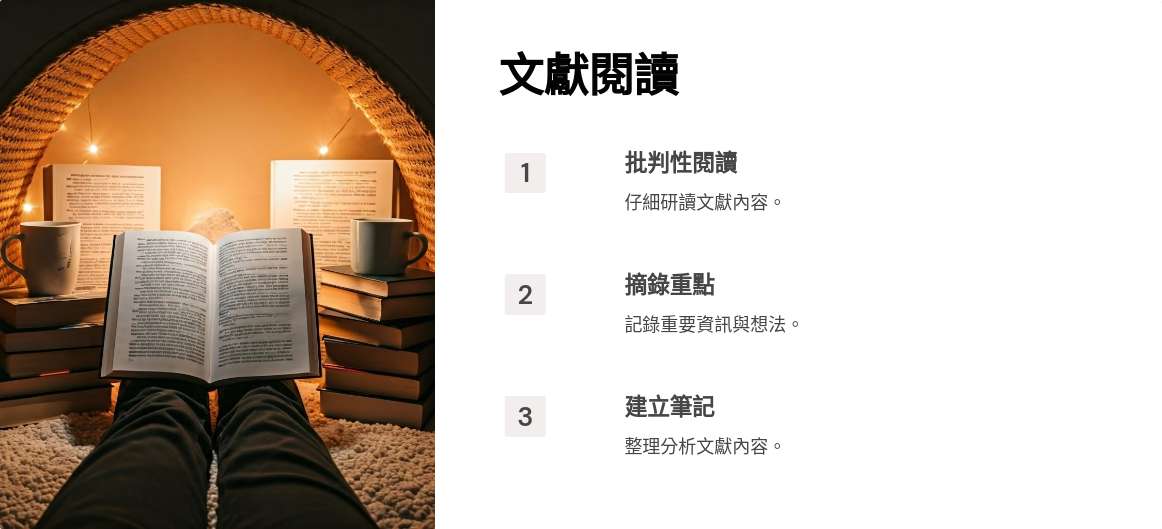 文獻閱讀
1
批判性閱讀
仔細研讀文獻內容。
2
摘錄重點
記錄重要資訊與想法。
3
建立筆記
整理分析文獻內容。